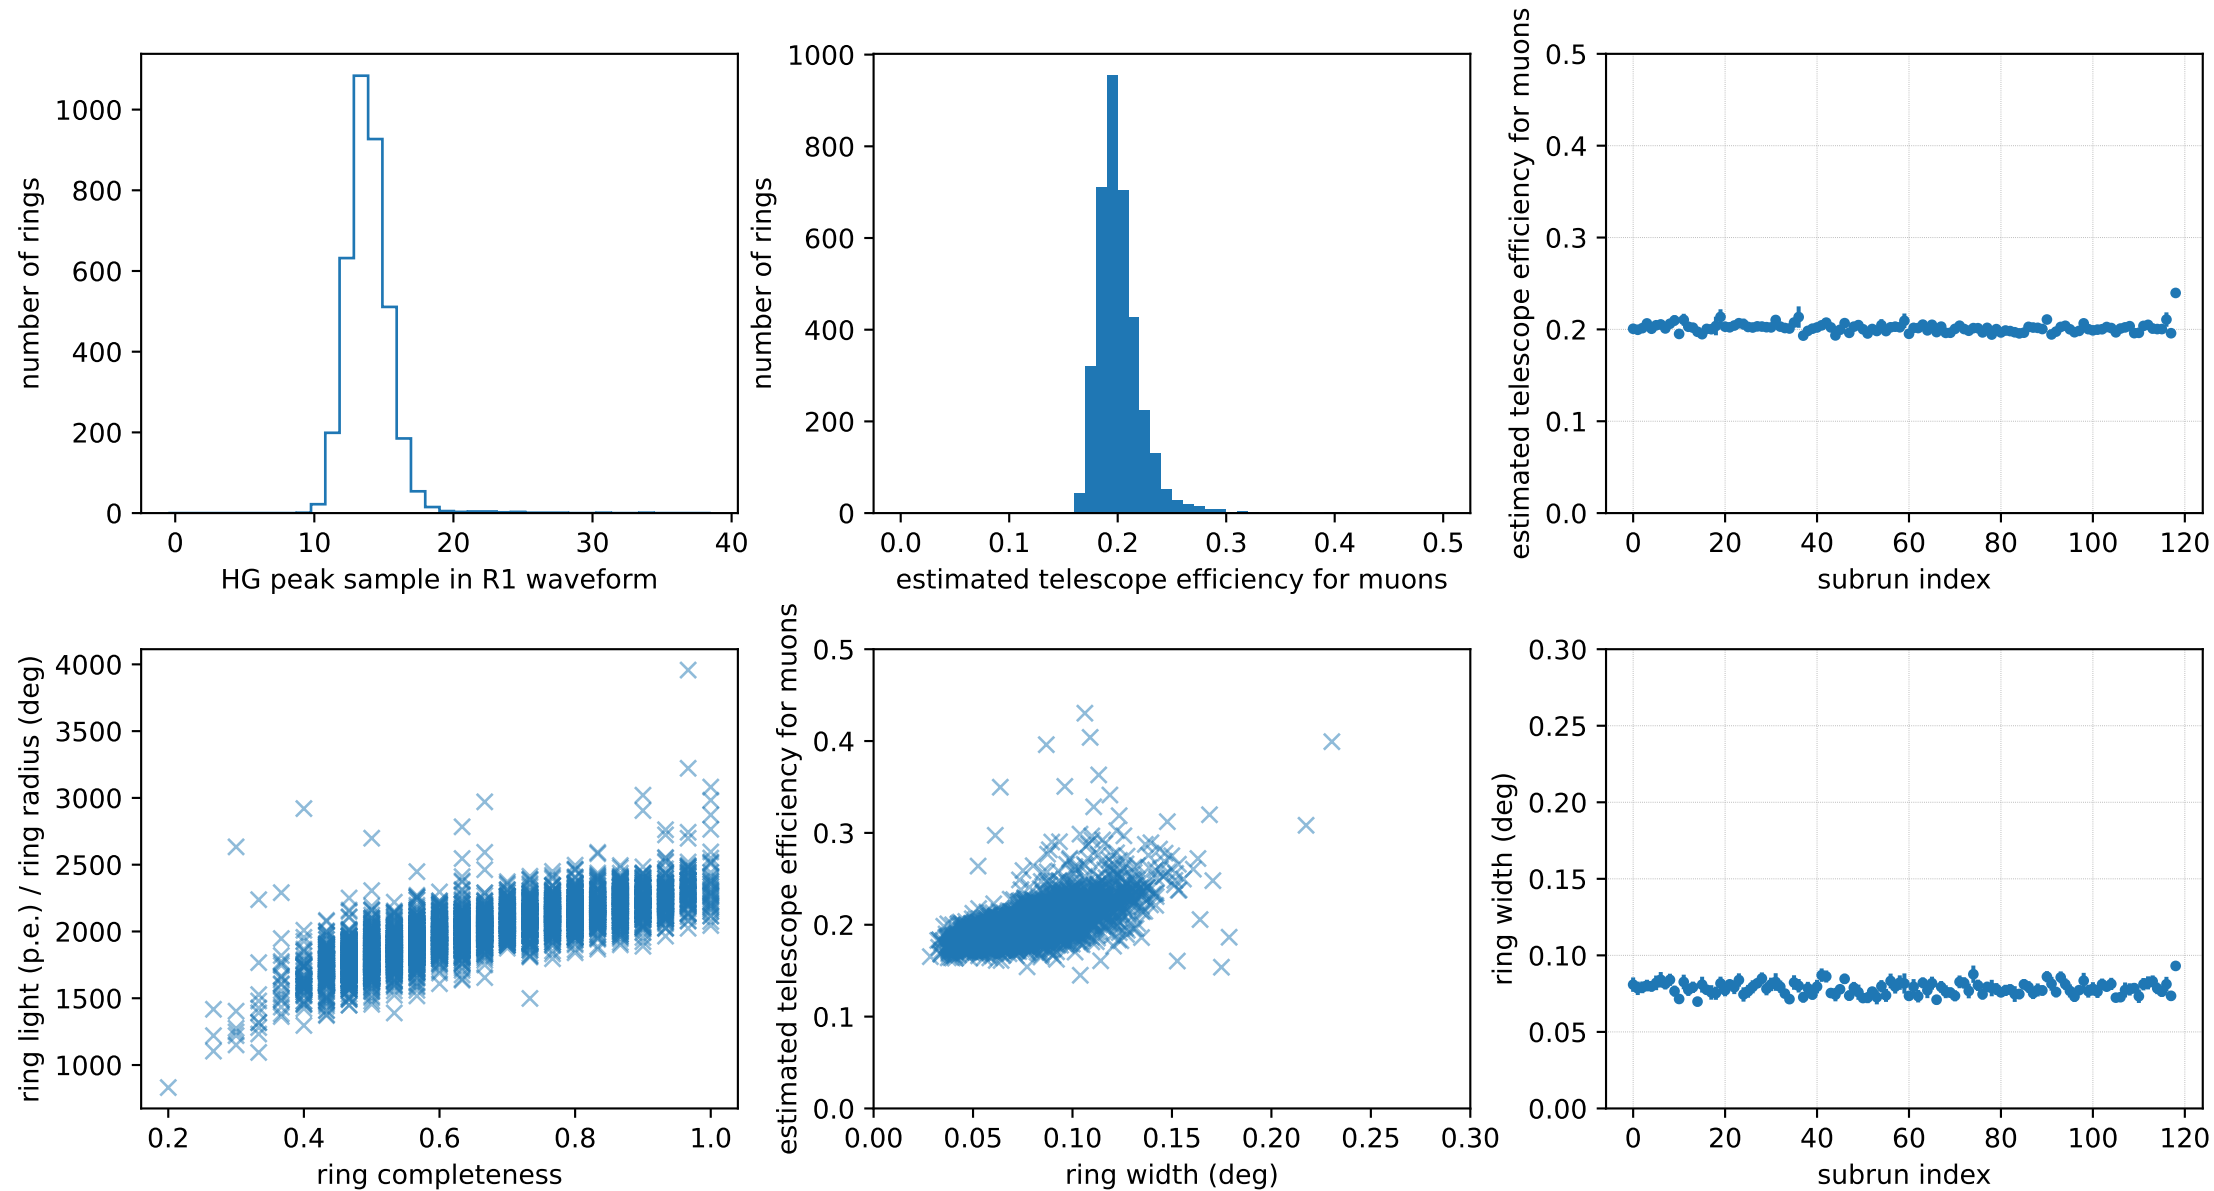 number of rings
1000
800
600
400
200
0
0 10 20 30 40
HG peak sample in R1 waveform
number of rings
1000
800
600
400
200
0
0.0 0.1 0.2 0.3 0.4 0.5
estimated telescope efficiency for muons
estimated telescope efficiency for muons
0.5
0.4
0.3
0.2
0.1
0.0
0 20 40 60 80 100 120
subrun index
ring light (p.e.) / ring radius (deg)
4000
3500
3000
2500
2000
1500
1000
0.2 0.4 0.6 0.8 1.0
ring completeness
estimated telescope efficiency for muons
0.5
0.4
0.3
0.2
0.1
0.0
0.00 0.05 0.10 0.15 0.20 0.25 0.30
ring width (deg)
ring width (deg)
0.30
0.25
0.20
0.15
0.10
0.05
0.00
0 20 40 60 80 100 120
subrun index